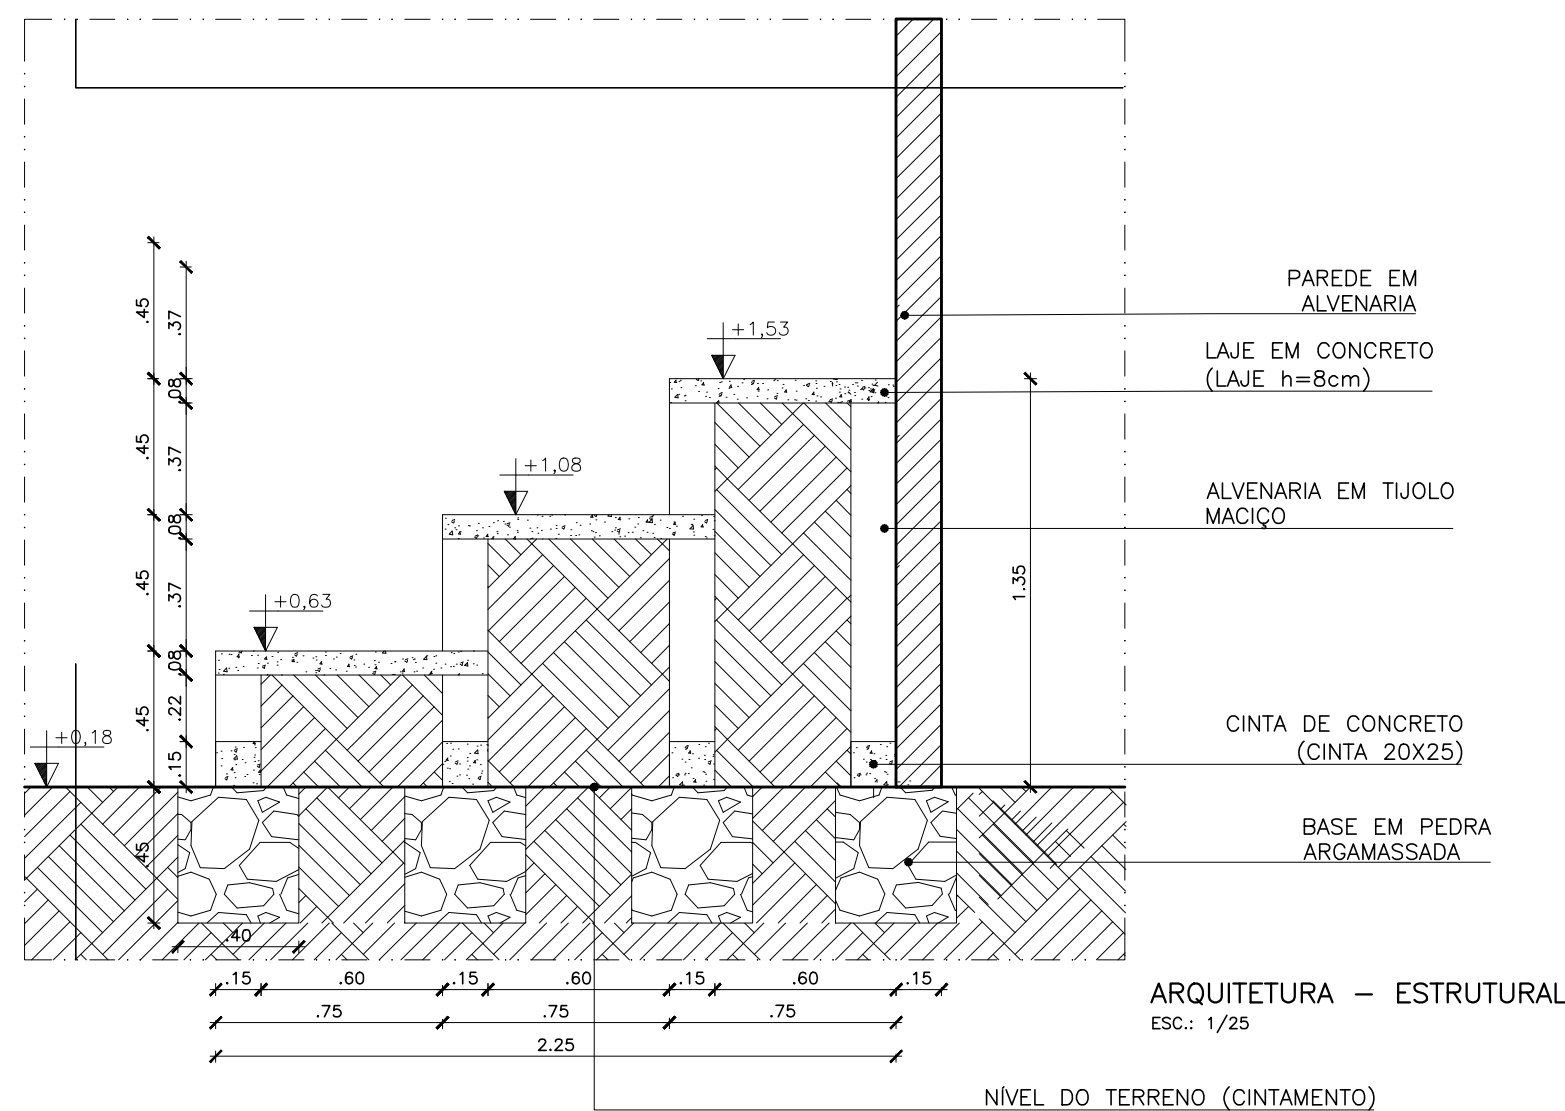 PAREDE EM
ALVENARIA
LAJE EM CONCRETO
(LAJE h=8cm)
ALVENARIA EM TIJOLO
MACIÇO
CINTA DE CONCRETO
(CINTA 20X25)
BASE EM PEDRA
ARGAMASSADA
+1,53
+1,08
+0,63
+0,18
.45
.45
.45
.45
.45
.37
.08
.37
.08
.37
.08
.22
.15
1.35
.40
.15 .60 .15 .60 .15 .60 .15
.75 .75 .75
2.25
ARQUITETURA – ESTRUTURAL
ESC.: 1/25
NÍVEL DO TERRENO (CINTAMENTO)